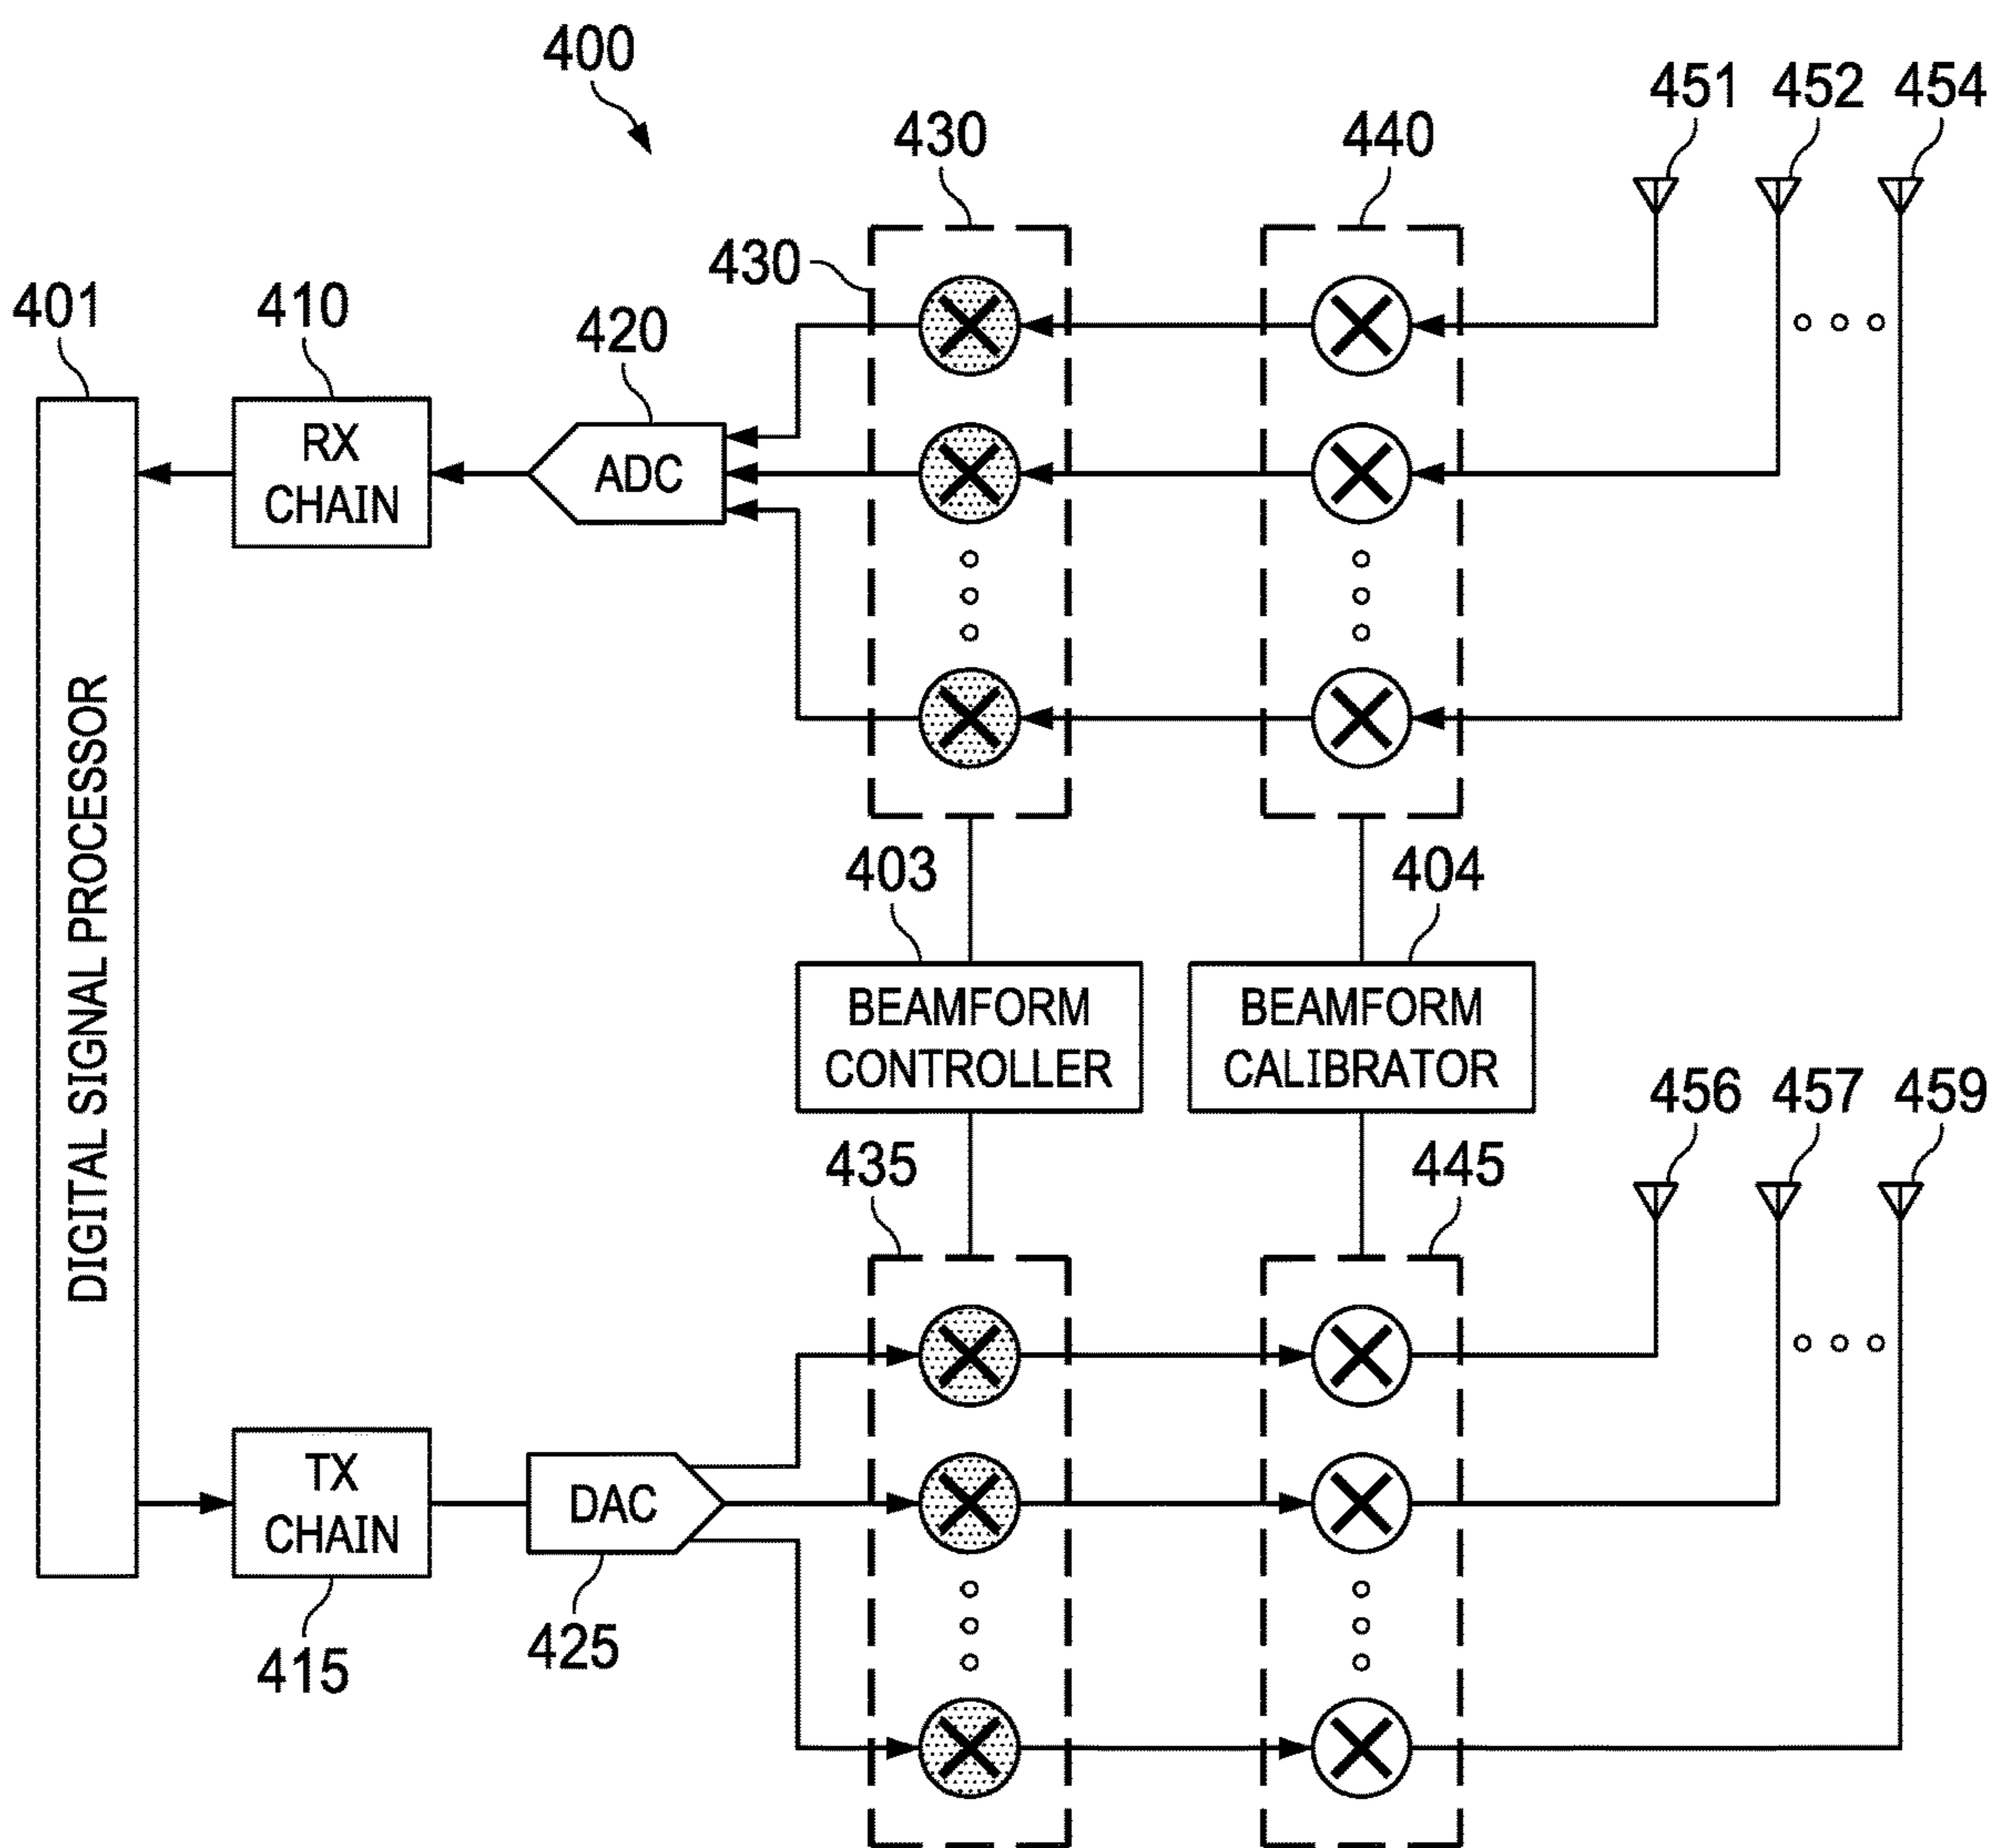 400
451
452
454
430
440
430
401
410
420
RX
CHAIN
ADC
DIGITAL SIGNAL PROCESSOR
403
404
BEAMFORM
CONTROLLER
BEAMFORM
CALIBRATOR
456
457
459
435
445
TX
CHAIN
DAC
415
425